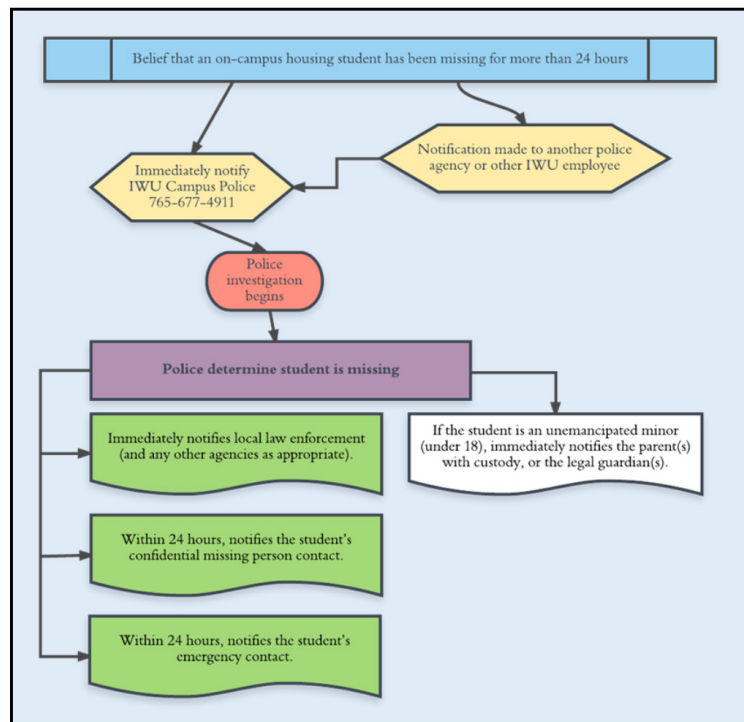 Belief that an on-campus housing student has been missing for more than 24 hours
Immediately notify
IWU Campus Police
765-677-4911
Notification made to another police
agency or other IWU employee
Police
investigation
begins
Police determine student is missing
Immediately notifies local law enforcement
(and any other agencies as appropriate).
If the student is an unemancipated minor
(under 18), immediately notifies the parent(s)
with custody, or the legal guardian(s).
Within 24 hours, notifies the student's
confidential missing person contact.
Within 24 hours, notifies the student's
emergency contact.